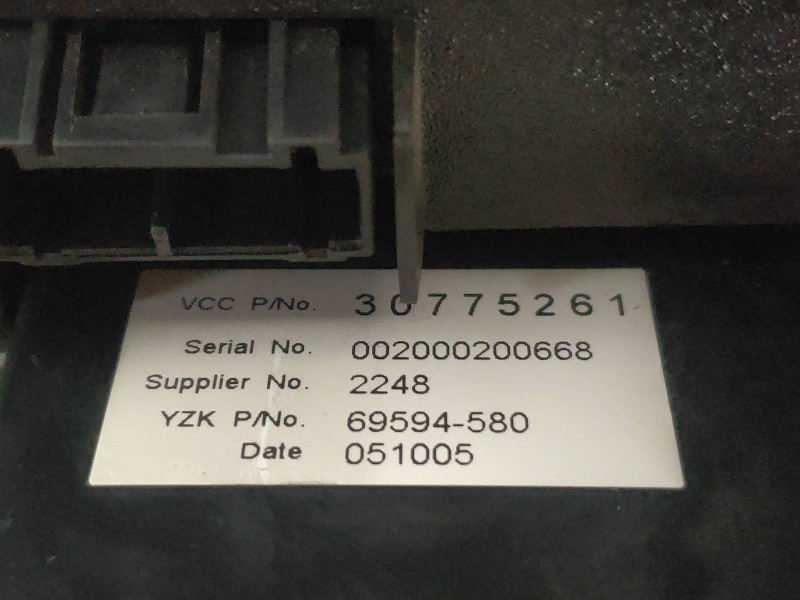 VCC P/No. 30775261
Serial No. 002000200668
Supplier No. 2248
YZK P/No. 69594-580
Date 051005